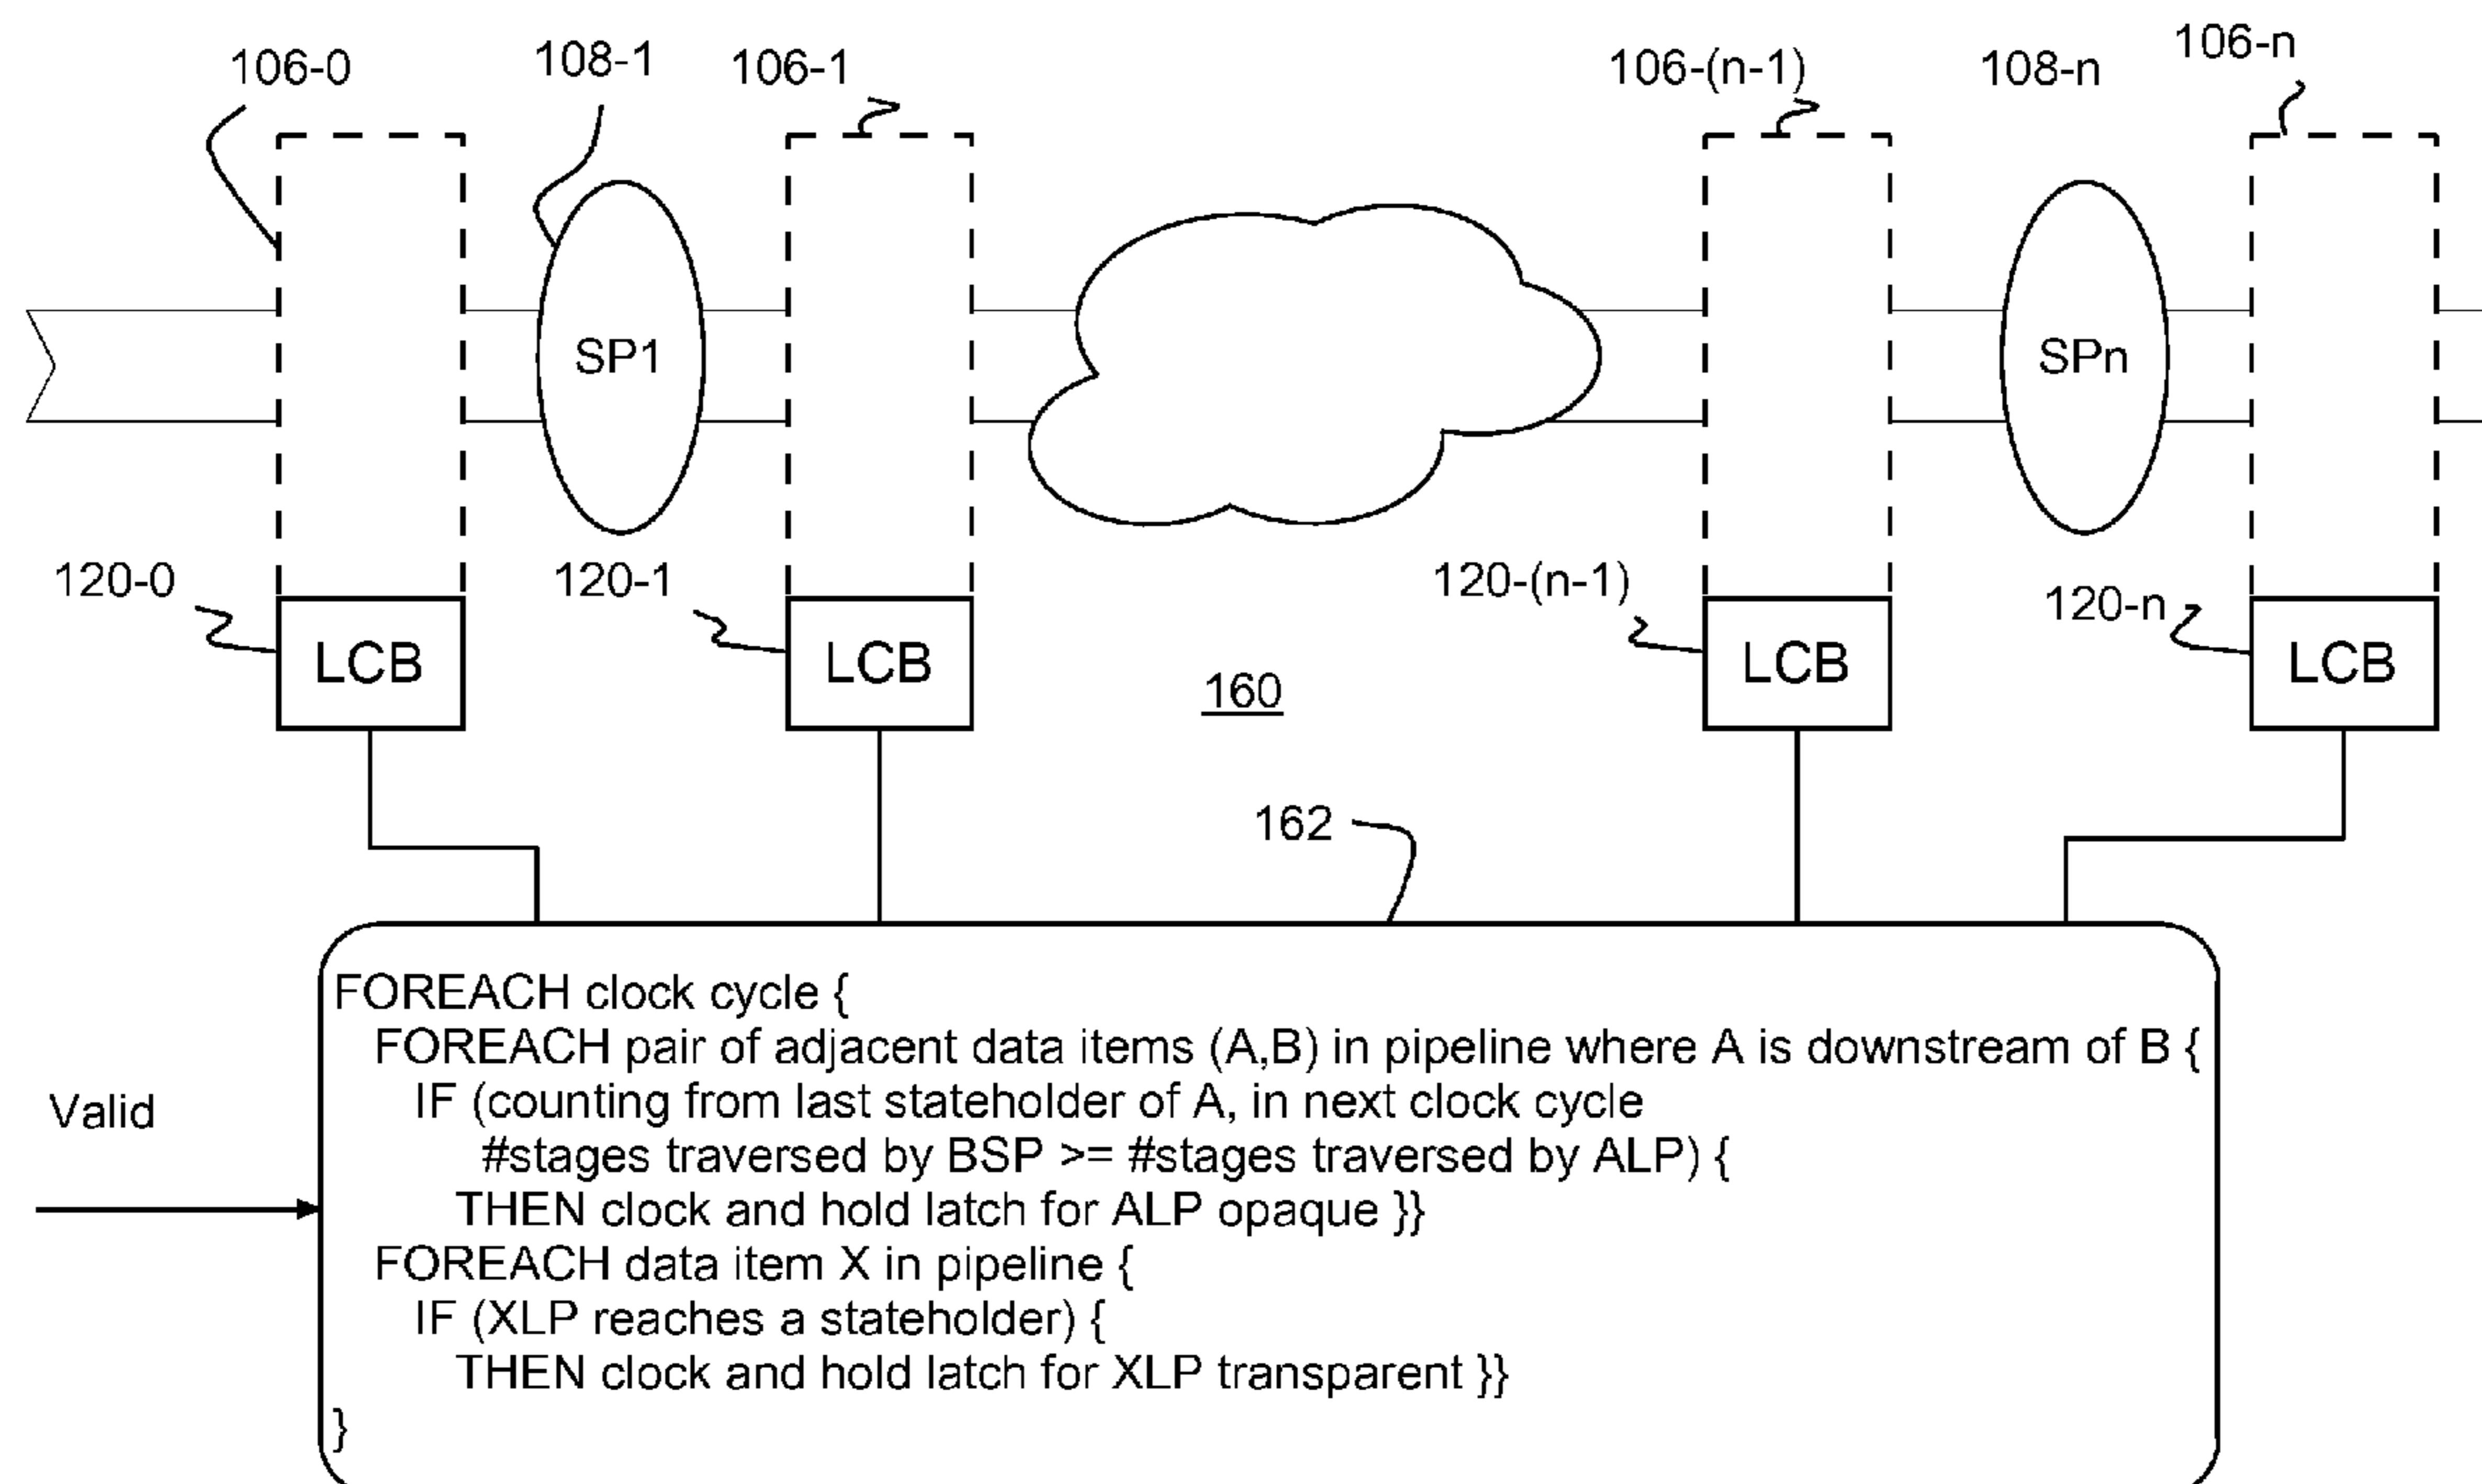 106-0
108-1
106-1
106-(n-1)
108-n
106-n
SP1
SPn
120-0
120-1
120-(n-1)
120-n
LCB
LCB
LCB
LCB
160
162
Valid
FOREACH clock cycle {
FOREACH pair of adjacent data items (A,B) in pipeline where A is downstream of B {
IF (counting from last stateholder of A, in next clock cycle
#stages traversed by BSP >= #stages traversed by ALP) {
THEN clock and hold latch for ALP opaque }}
FOREACH data item X in pipeline {
IF (XLP reaches a stateholder) {
THEN clock and hold latch for XLP transparent }}
}